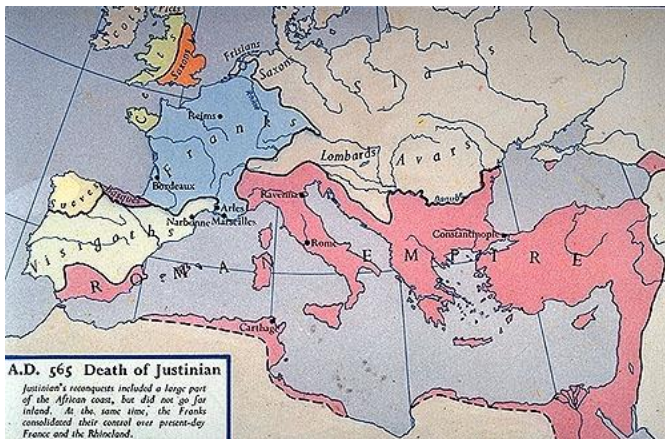 Scots
Picts
Saxons
Frisians
Saxons
Slavs
Reims
Rhine
Franks
Lombards
Avars
Bordeaux
Sueves
Basques
Arles
Narbonne
Marseilles
Ravenna
Danube
Visigoths
Rome
Constantinople
ROMAN EMPIRE
Carthage
A.D. 565 Death of Justinian
Justinian's reconquests included a large part
of the African coast, but did not go far
inland. At the same time, the Franks
consolidated their control over present-day
France and the Rhineland.